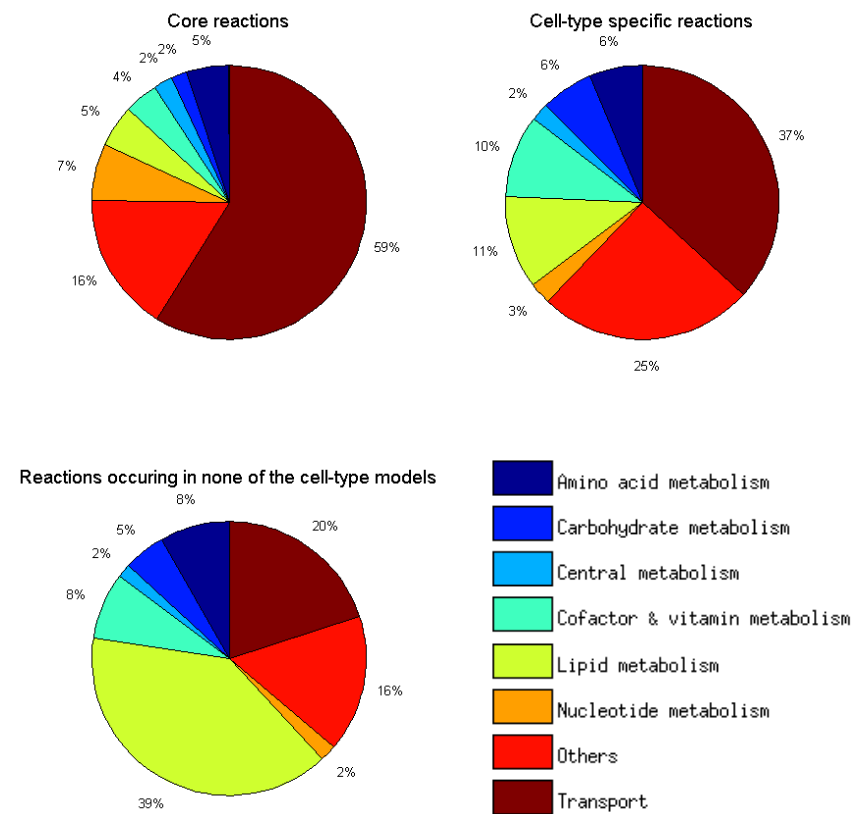 Core reactions
5%
2%
2%
4%
5%
7%
16%
59%
Cell-type specific reactions
6%
6%
2%
10%
11%
3%
25%
37%
Reactions occuring in none of the cell-type models
8%
5%
2%
8%
39%
2%
16%
20%
Amino acid metabolism
Carbohydrate metabolism
Central metabolism
Cofactor & vitamin metabolism
Lipid metabolism
Nucleotide metabolism
Others
Transport